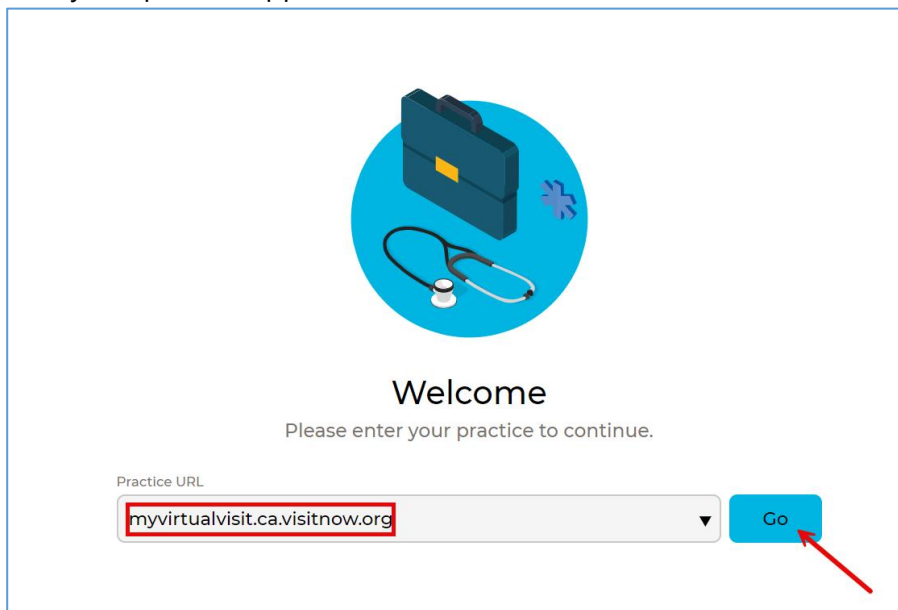 Welcome
Please enter your practice to continue.
Practice URL
myvirtualvisit.ca.visitnow.org
Go